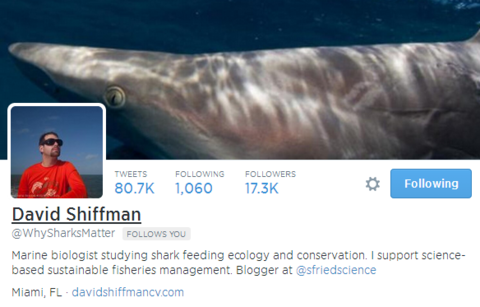 TWEETS FOLLOWING FOLLOWERS
80.7K 1,060 17.3K
Following
David Shiffman
@WhySharksMatter FOLLOWS YOU
Marine biologist studying shark feeding ecology and conservation. I support science-
based sustainable fisheries management. Blogger at @sfriedscience
Miami, FL · davidshiffmancv.com